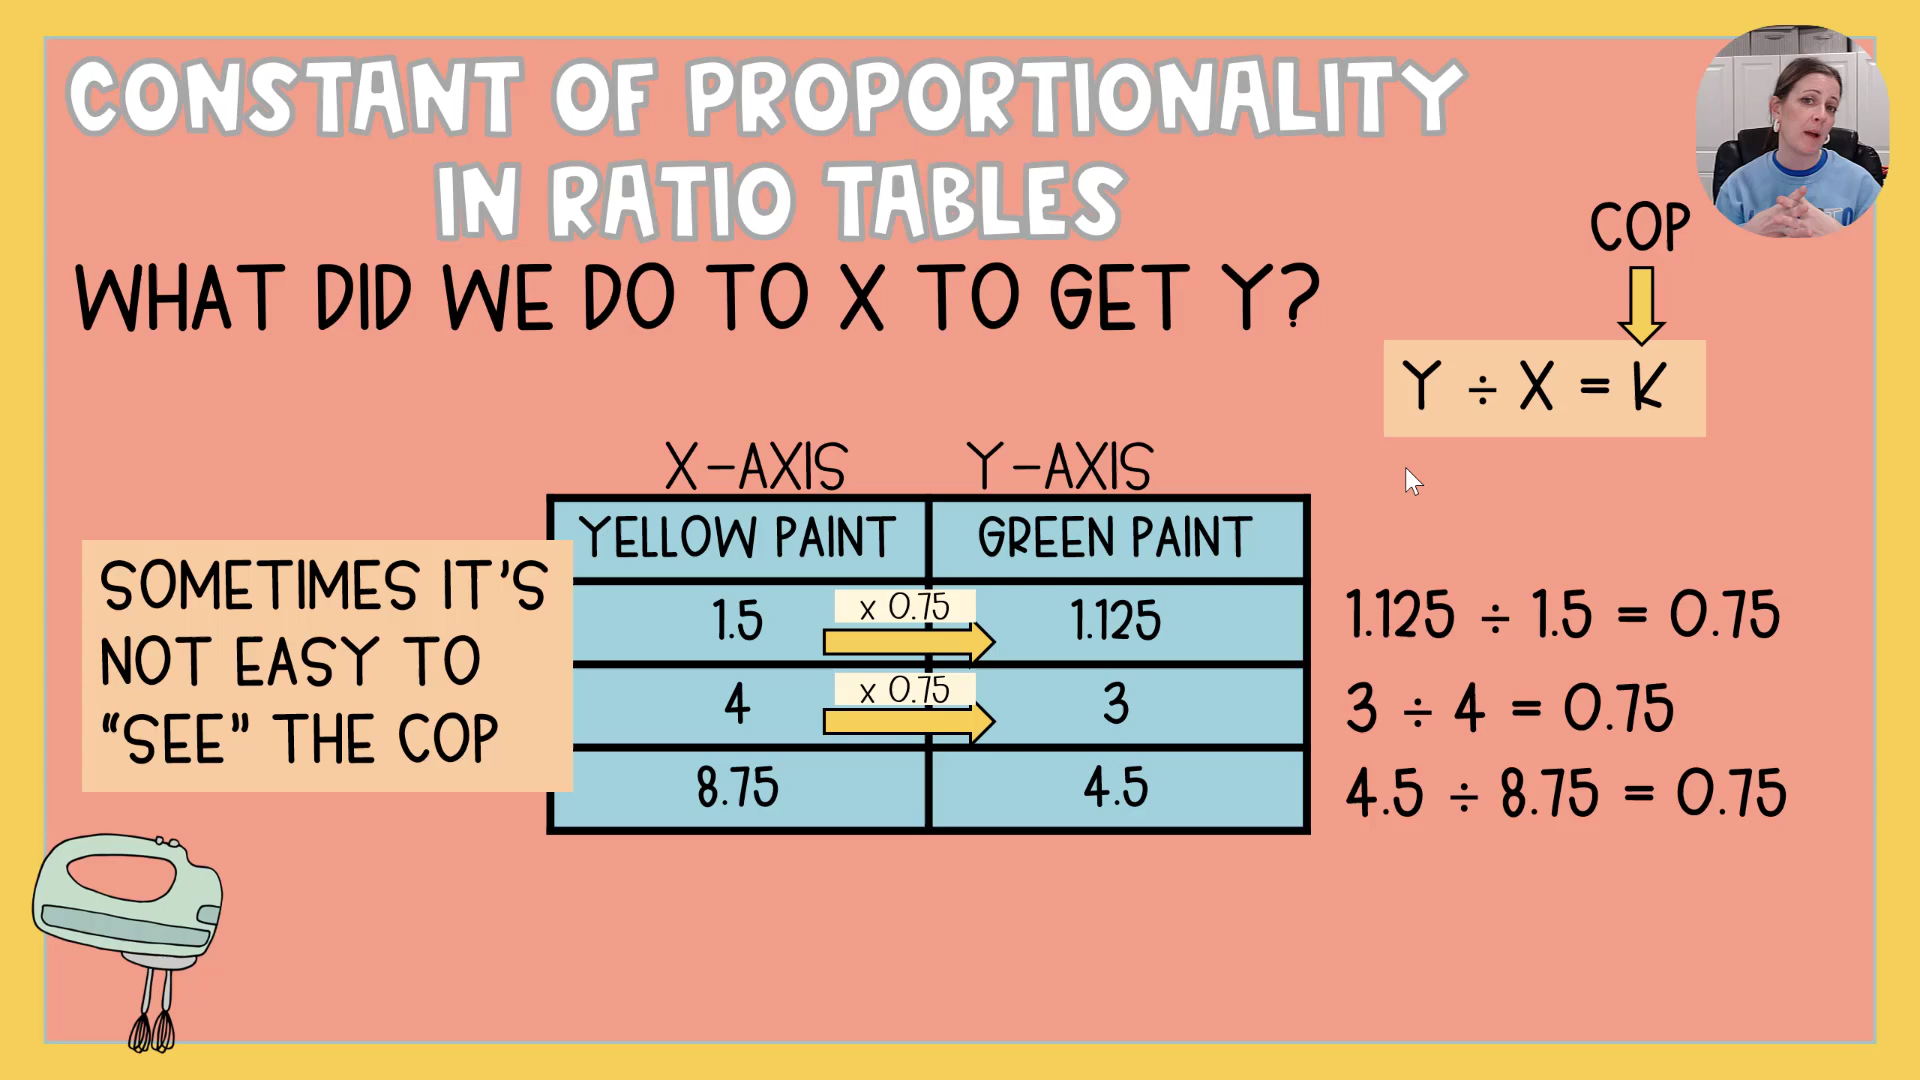 CONSTANT OF PROPORTIONALITY
IN RATIO TABLES
WHAT DID WE DO TO X TO GET Y?
COP
Y ÷ X = K
X-AXIS Y-AXIS
YELLOW PAINT GREEN PAINT
1.5 x 0.75 1.125
4 x 0.75 3
8.75 4.5
SOMETIMES IT'S
NOT EASY TO
“SEE” THE COP
1.125 ÷ 1.5 = 0.75
3 ÷ 4 = 0.75
4.5 ÷ 8.75 = 0.75